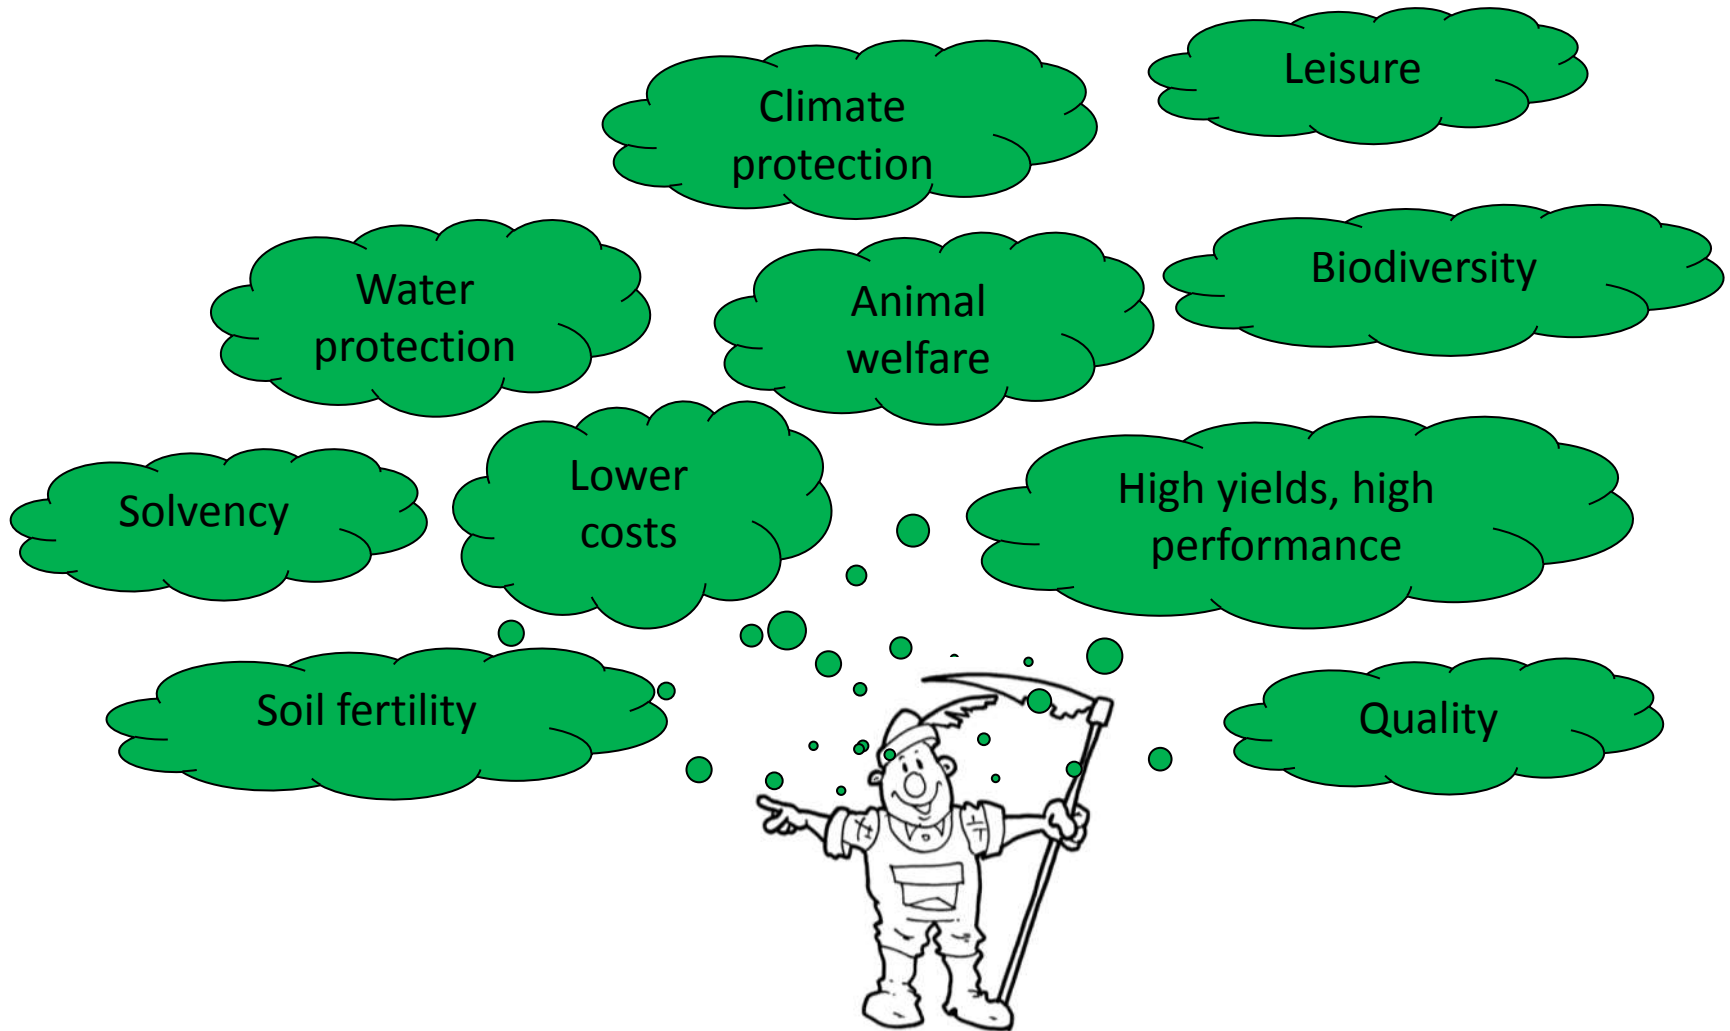 Leisure
Climate
protection
Biodiversity
Water
protection
Animal
welfare
Lower
costs
High yields, high
performance
Solvency
Soil fertility
Quality